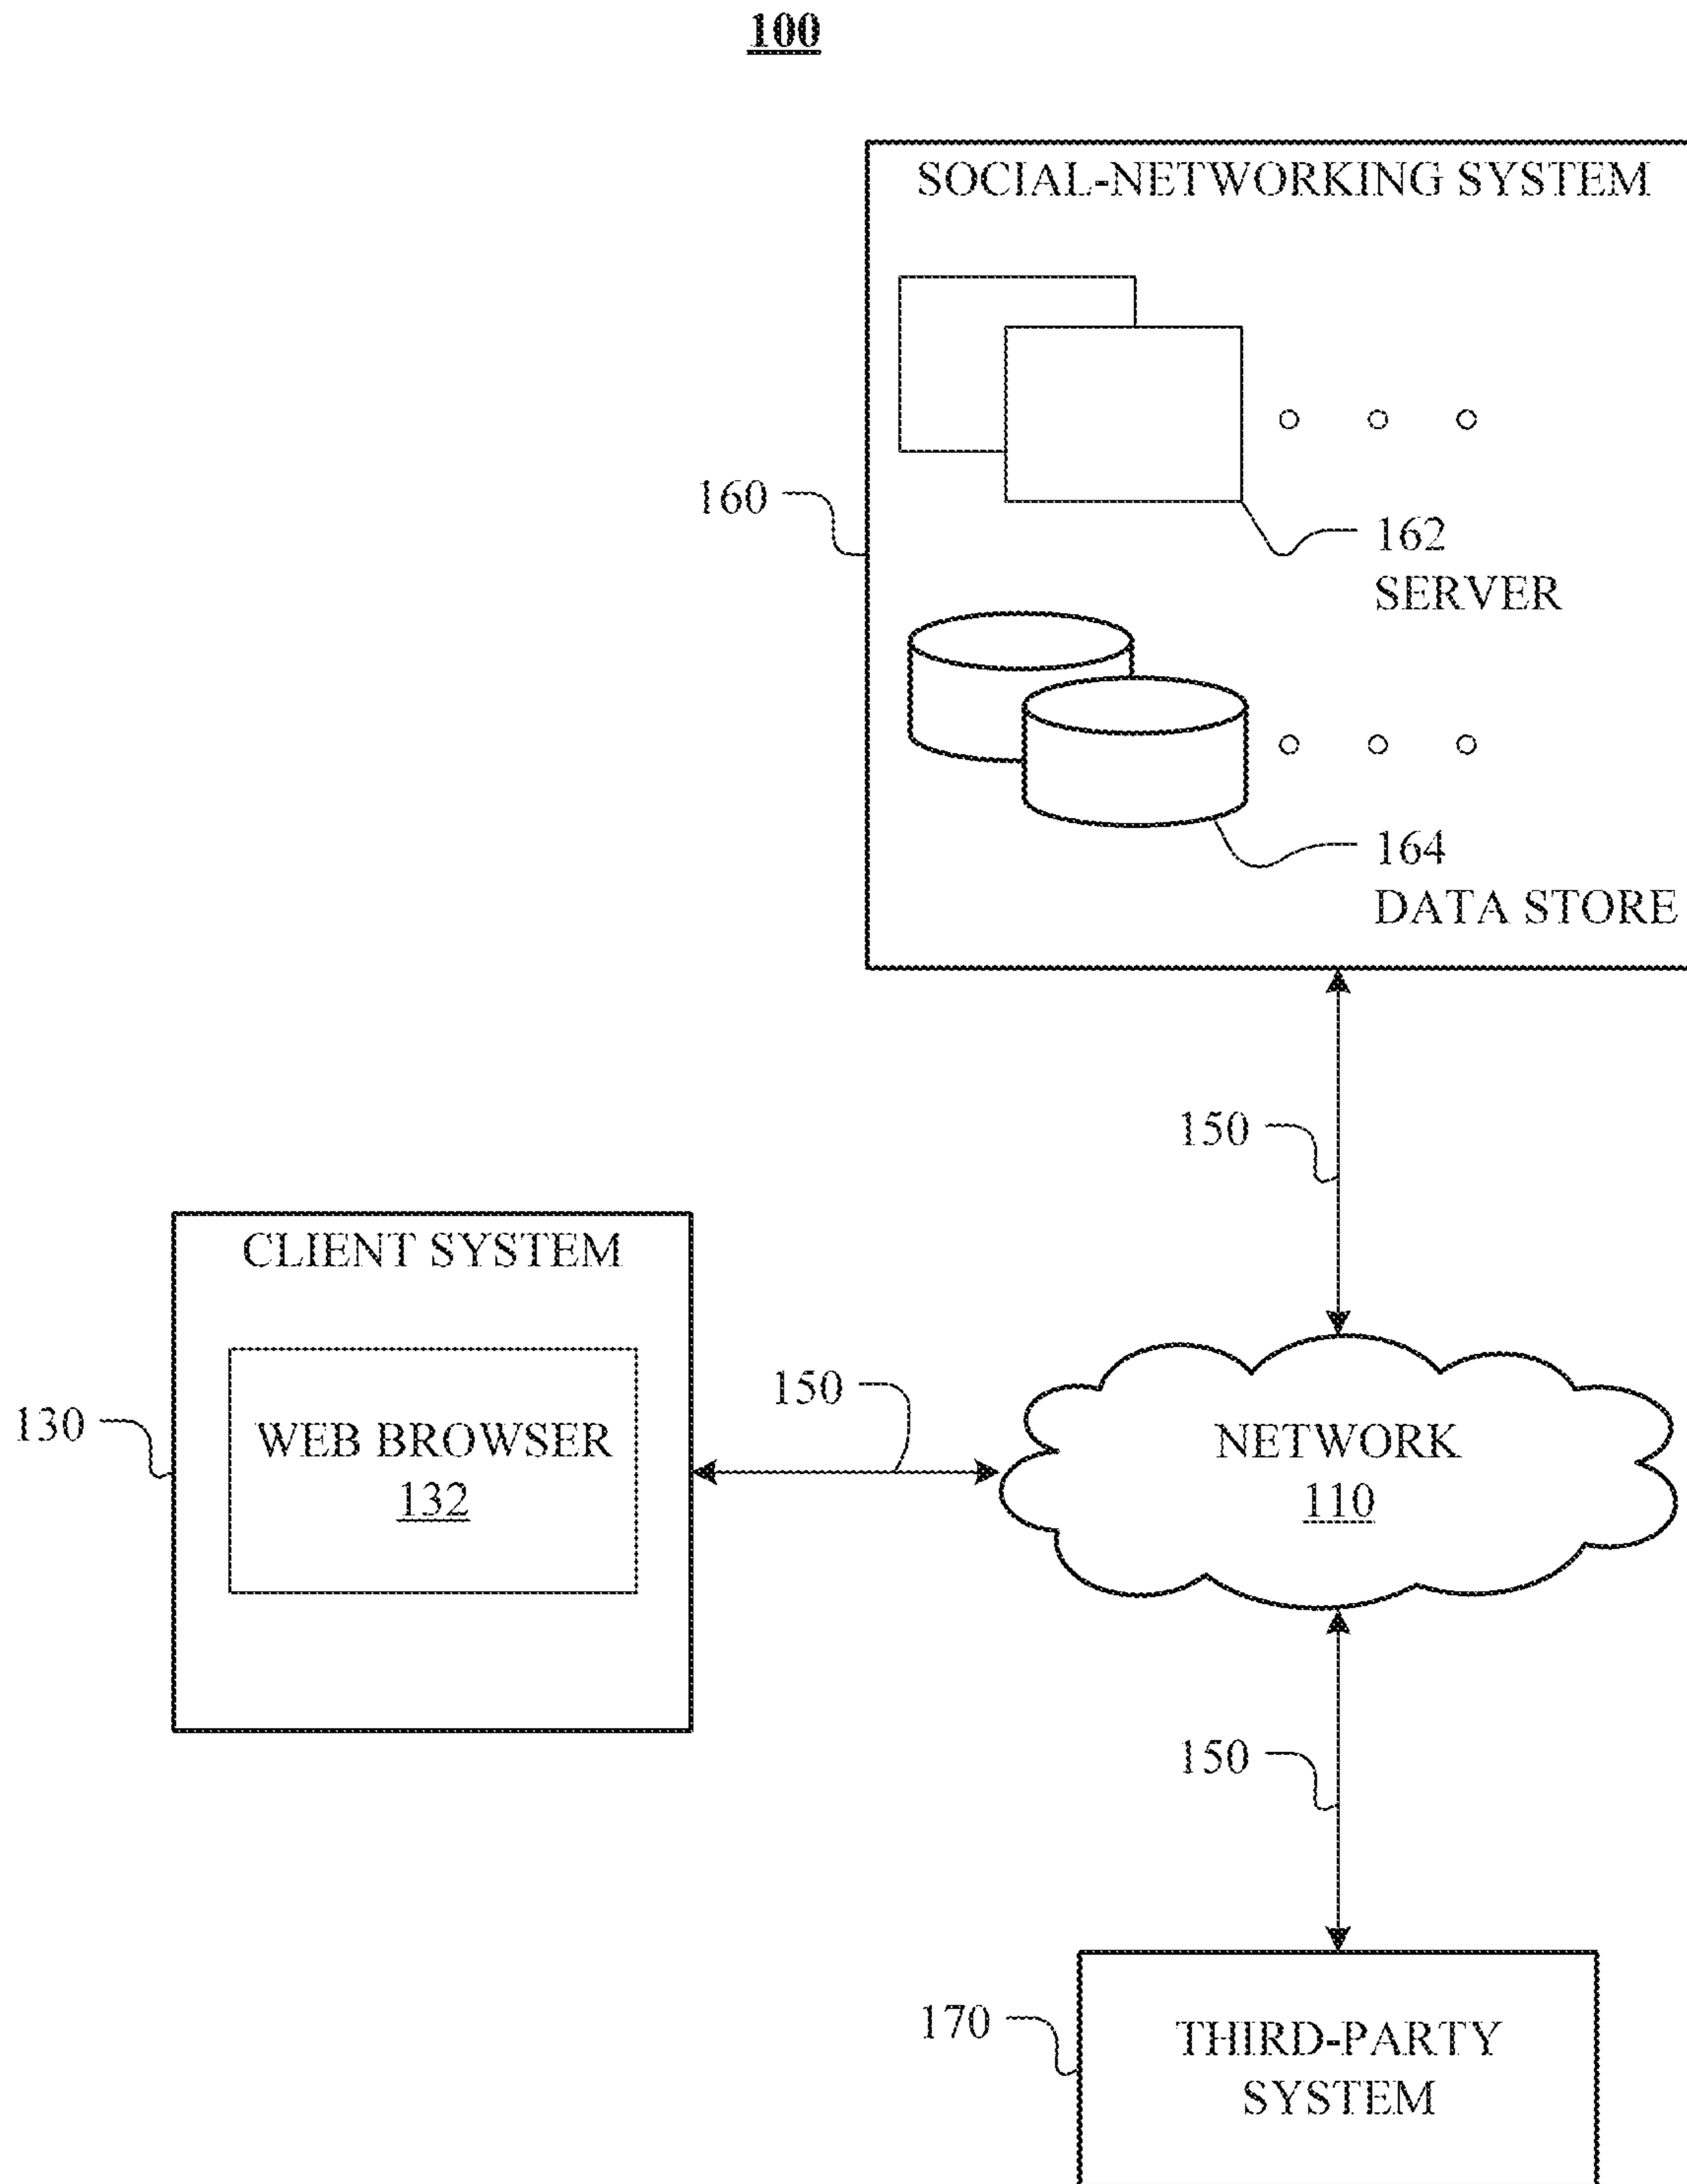 100
SOCIAL-NETWORKING SYSTEM
160
162
SERVER
164
DATA STORE
150
CLIENT SYSTEM
130
WEB BROWSER
132
150
NETWORK
110
150
170
THIRD-PARTY
SYSTEM